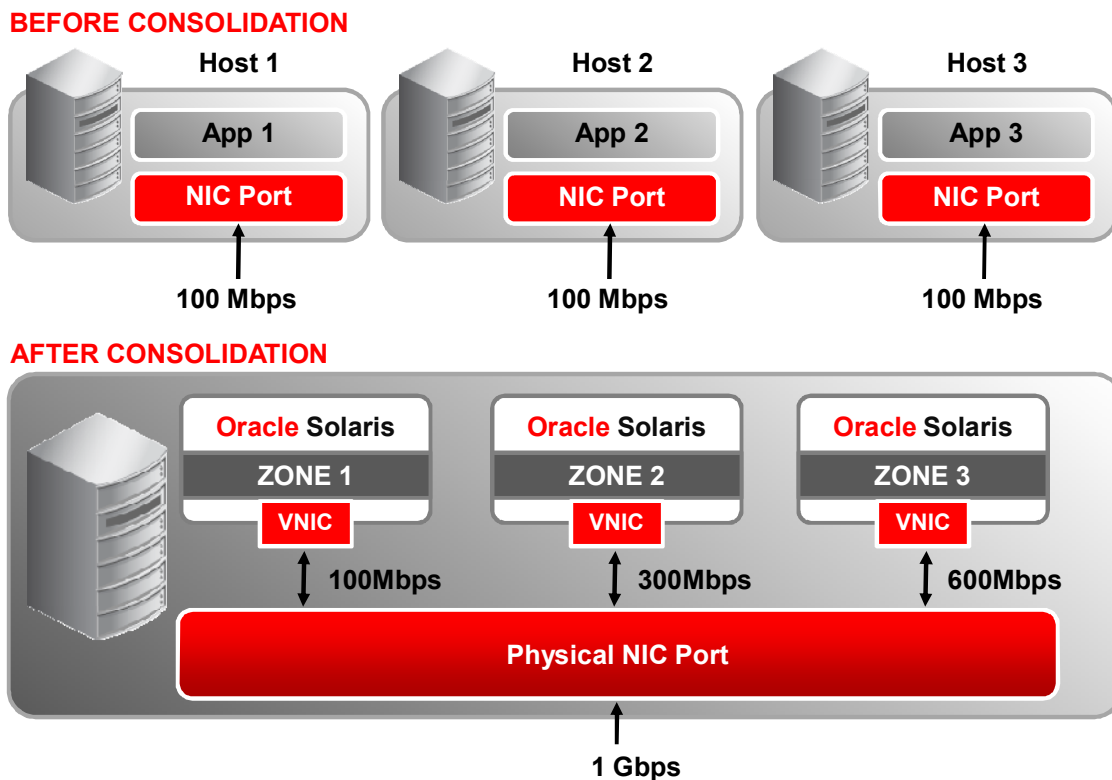 BEFORE CONSOLIDATION
Host 1
Host 2
Host 3
App 1
App 2
App 3
NIC Port
NIC Port
NIC Port
100 Mbps
100 Mbps
100 Mbps
AFTER CONSOLIDATION
Oracle Solaris
Oracle Solaris
Oracle Solaris
ZONE 1
ZONE 2
ZONE 3
VNIC
VNIC
VNIC
100Mbps
300Mbps
600Mbps
Physical NIC Port
1 Gbps